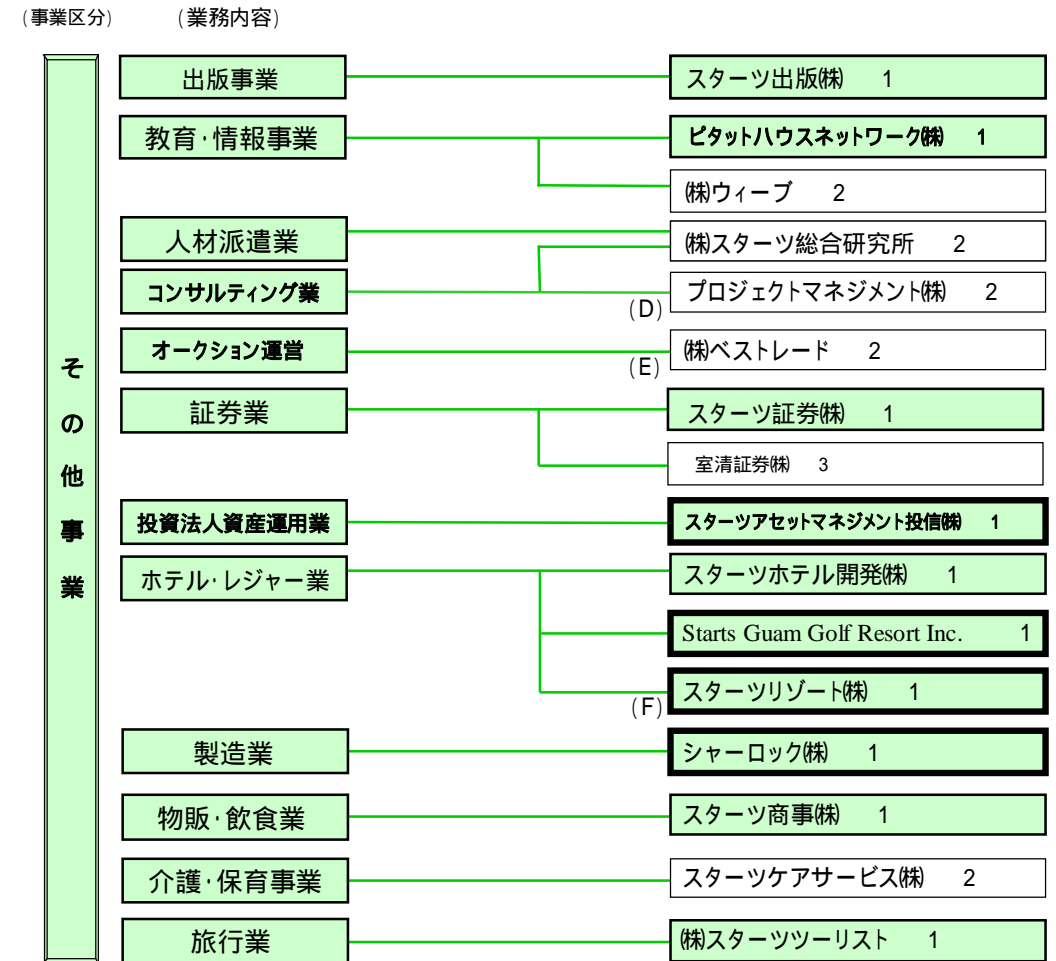 (事業区分) (業務内容)
出版事業 スターツ出版㈱ 1
教育・情報事業 ピタットハウスネットワーク㈱ 1
㈱ウィーブ 2
人材派遣業 ㈱スターツ総合研究所 2
コンサルティング業 (D) プロジェクトマネジメント㈱ 2
オークション運営 (E) ㈱ベストレード 2
その他事業
証券業 スターツ証券㈱ 1
室清証券㈱ 3
投資法人資産運用業 スターツアセットマネジメント投信㈱ 1
ホテル・レジャー業 スターツホテル開発㈱ 1
Starts Guam Golf Resort Inc. 1
(F) スターツリゾート㈱ 1
製造業 シャーロック㈱ 1
物販・飲食業 スターツ商事㈱ 1
介護・保育事業 スターツケアサービス㈱ 2
旅行業 ㈱スターツツーリスト 1